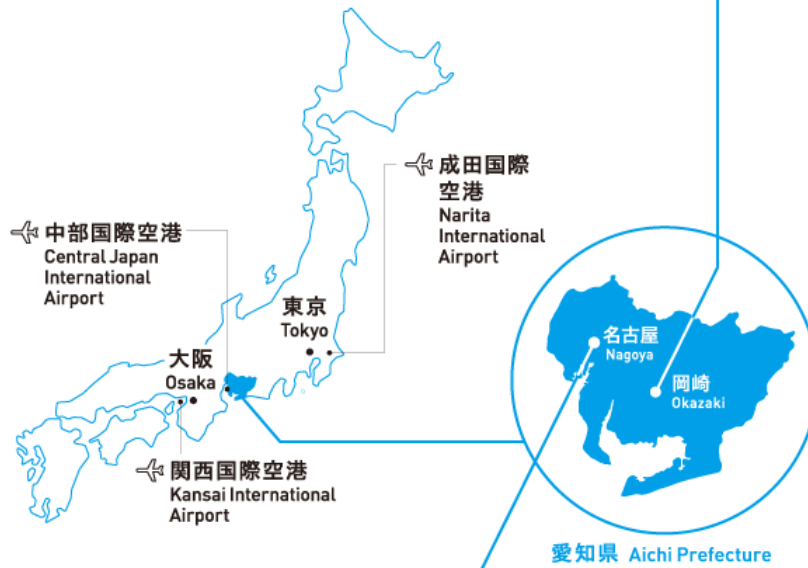 成田国際
空港
Narita
International
Airport
中部国際空港
Central Japan
International
Airport
東京
Tokyo
大阪
Osaka
名古屋
Nagoya
岡崎
Okazaki
関西国際空港
Kansai International
Airport
愛知県 Aichi Prefecture